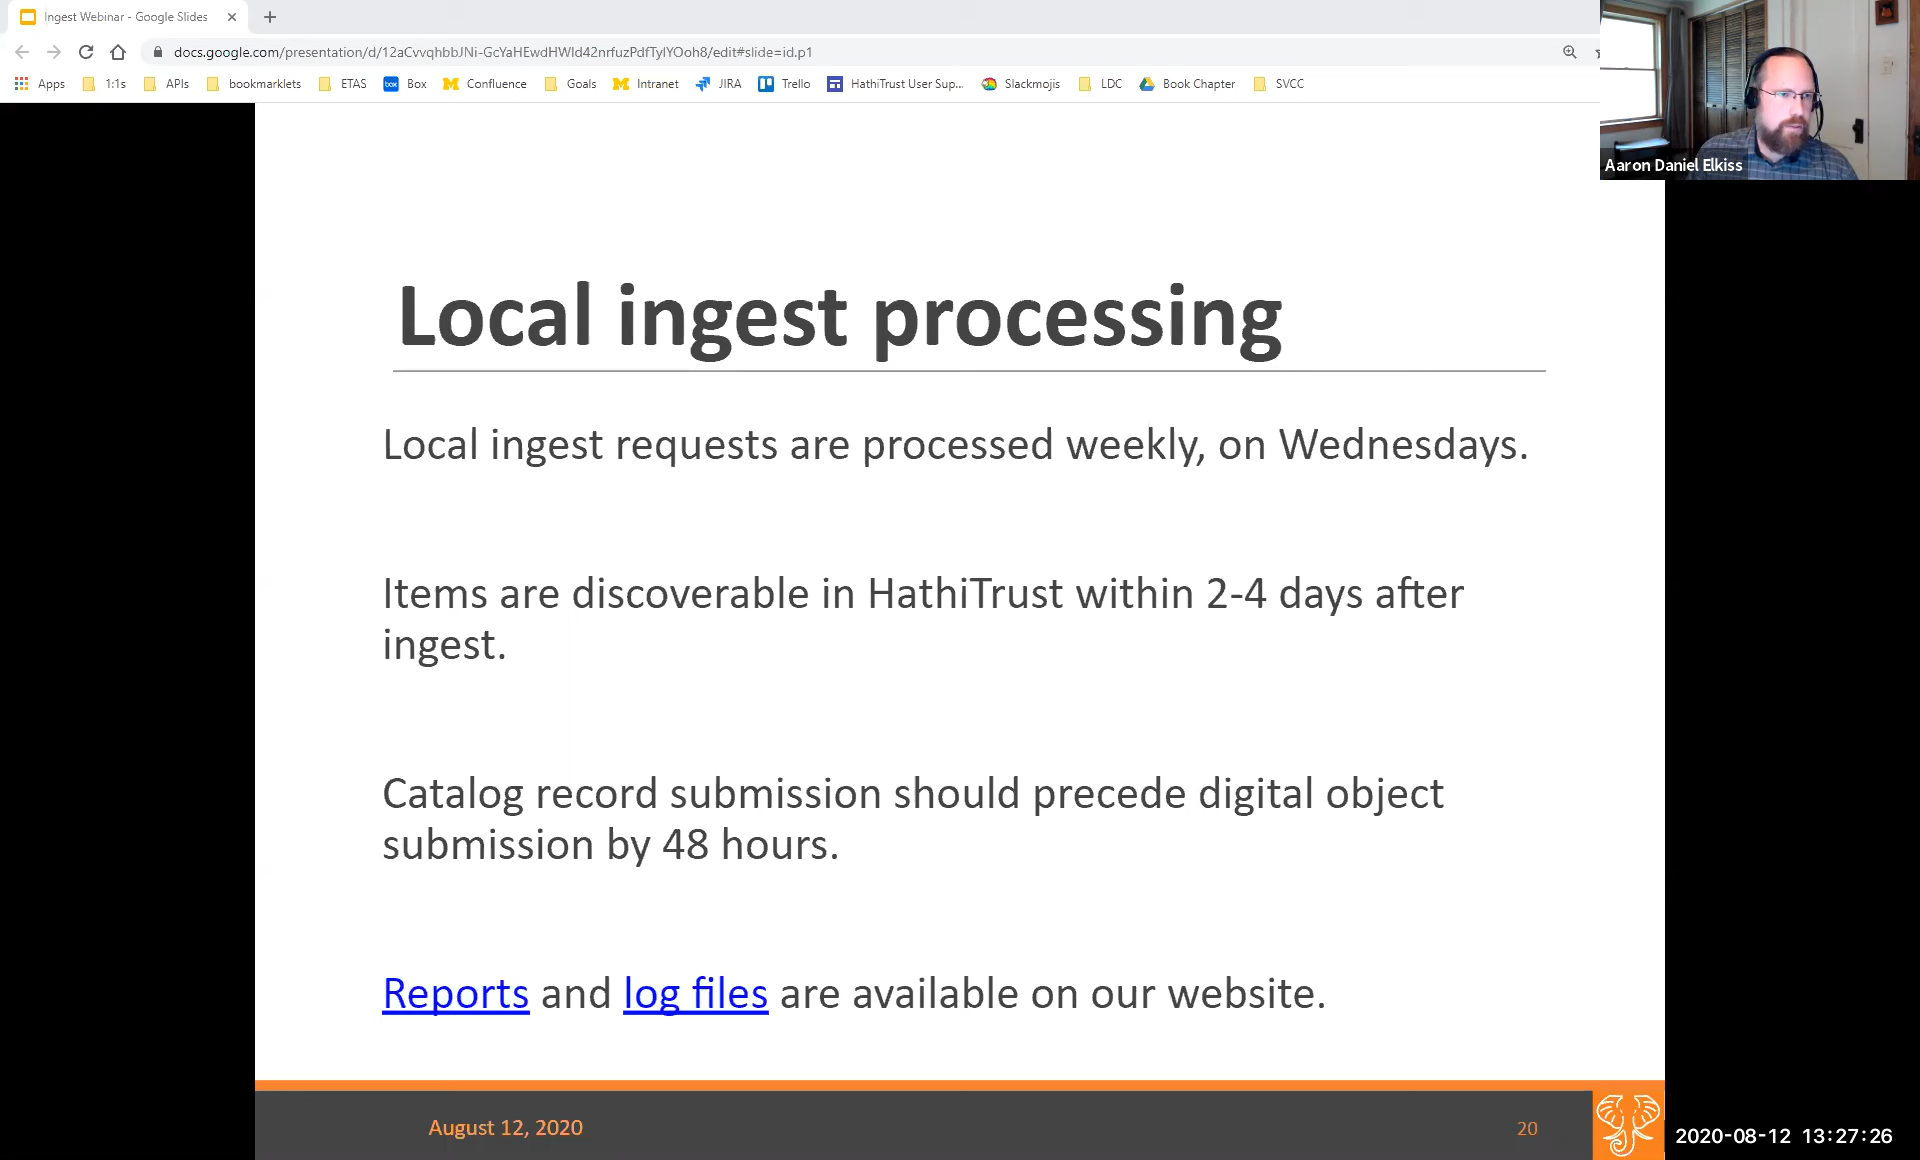 Ingest Webinar - Google Slides
docs.google.com/presentation/d/12aCvvqhbbJNi-GcYaHEwdHWId42nrfuzPdfTyIYOoh8/edit#slide=id.p1
Apps 1:1s APIs bookmarklets ETAS box Box Confluence Goals Intranet JIRA Trello HathiTrust User Sup... Slackmojis LDC Book Chapter SVCC
Aaron Daniel Elkiss
Local ingest processing
Local ingest requests are processed weekly, on Wednesdays.
Items are discoverable in HathiTrust within 2-4 days after
ingest.
Catalog record submission should precede digital object
submission by 48 hours.
Reports and log files are available on our website.
August 12, 2020
20
2020-08-12 13:27:26